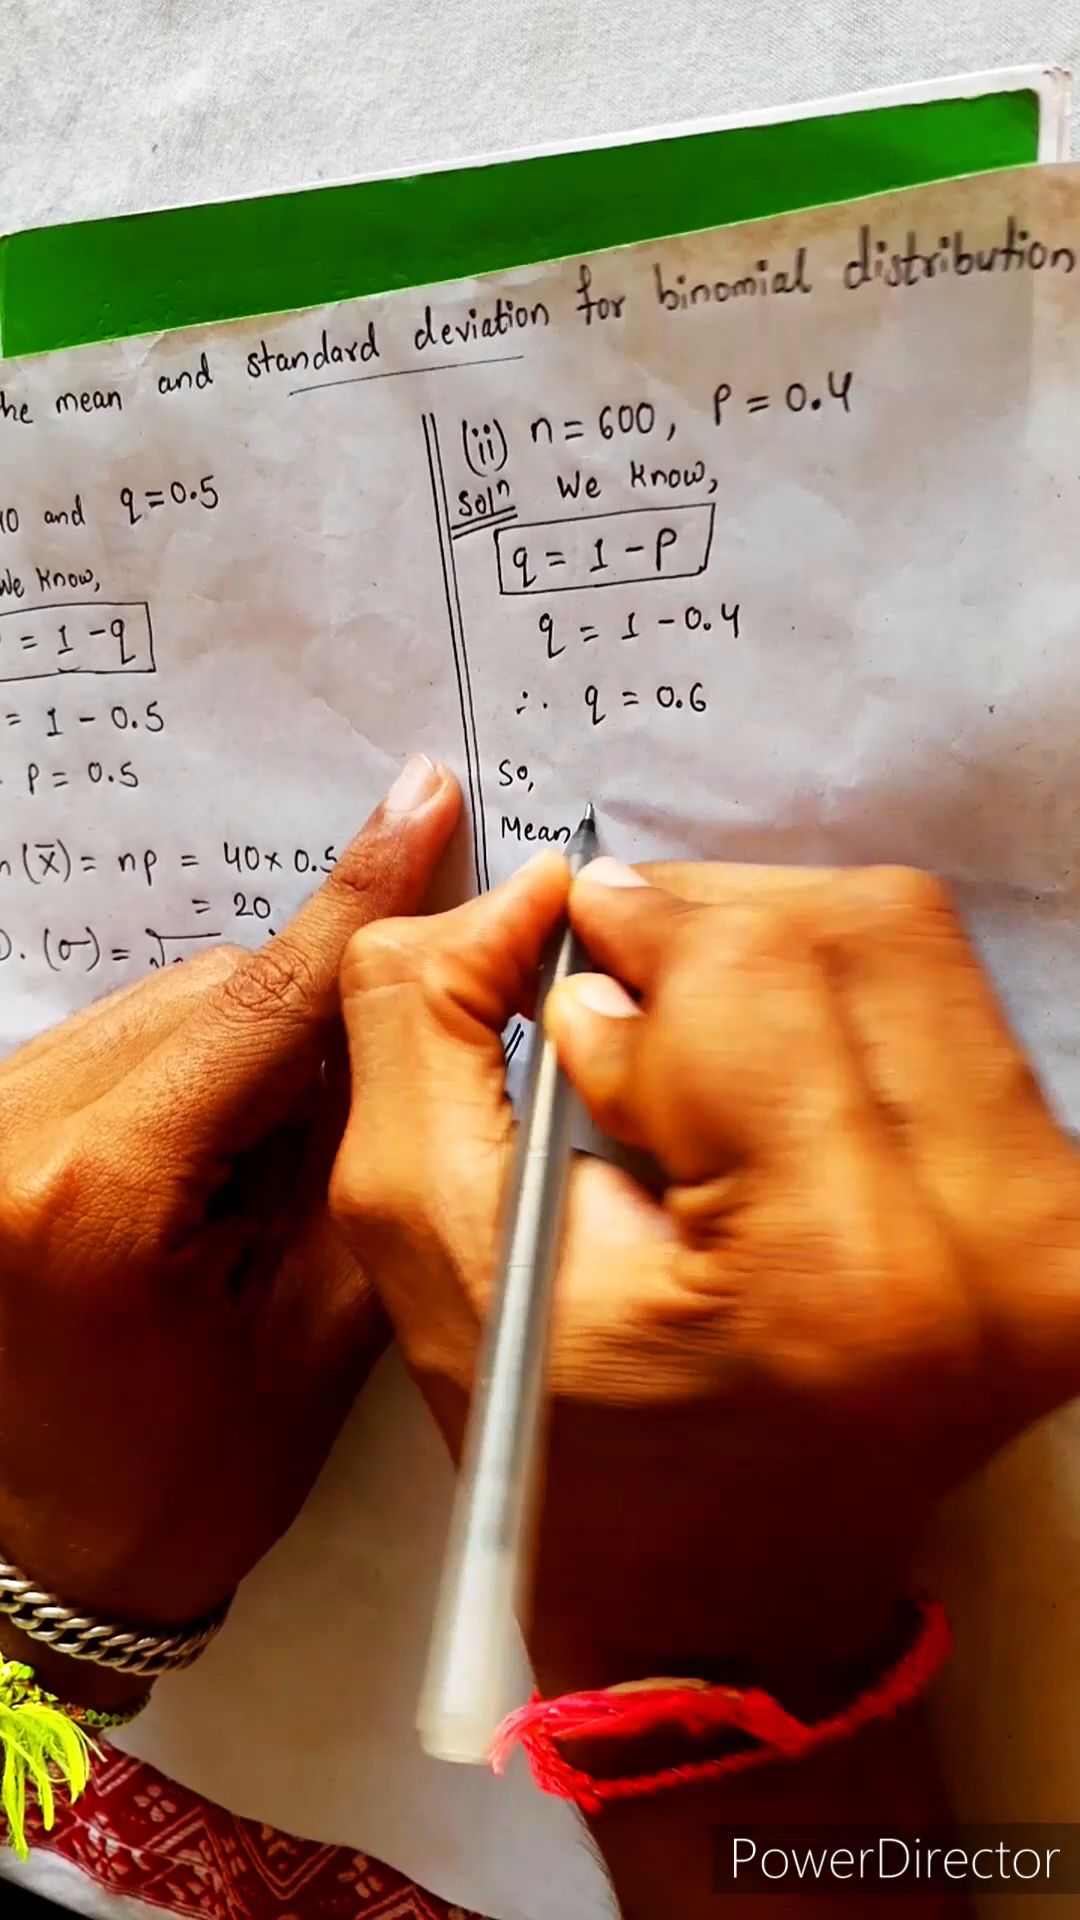 he mean and standard deviation for binomial distribution
40 and q = 0.5
We Know,
= 1 - q
= 1 - 0.5
P = 0.5
n (x̄) = np = 40 × 0.5
= 20
D. (σ) =
(ii) n = 600, P = 0.4
Solⁿ We Know,
q = 1 - P
q = 1 - 0.4
∴ q = 0.6
So,
Mean
PowerDirector